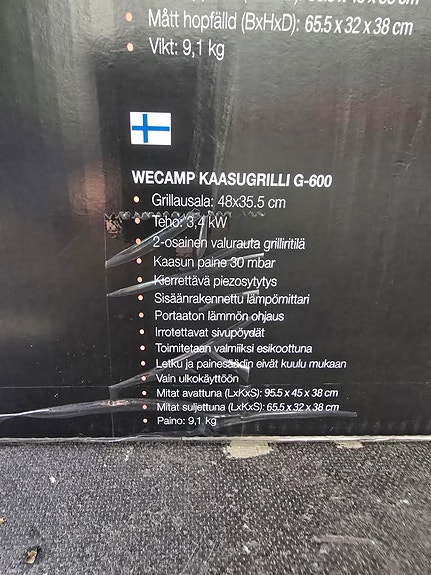 • Mått hopfälld (BxHxD): 65.5 x 32 x 38 cm
• Vikt: 9,1 kg
WECAMP KAASUGRILLI G-600
• Grillausala: 48x35.5 cm
• Teho: 3,4 kW
• 2-osainen valurauta grilliritilä
• Kaasun paine 30 mbar
• Kierrettävä piezosytytys
• Sisäänrakennettu lämpömittari
• Portaaton lämmön ohjaus
• Irrotettavat sivupöydät
• Toimitetaan valmiiksi esikoottuna
• Letku ja painesäädin eivät kuulu mukaan
• Vain ulkokäyttöön
• Mitat avattuna (LxKxS): 95.5 x 45 x 38 cm
• Mitat suljettuna (LxKxS): 65.5 x 32 x 38 cm
• Paino: 9,1 kg